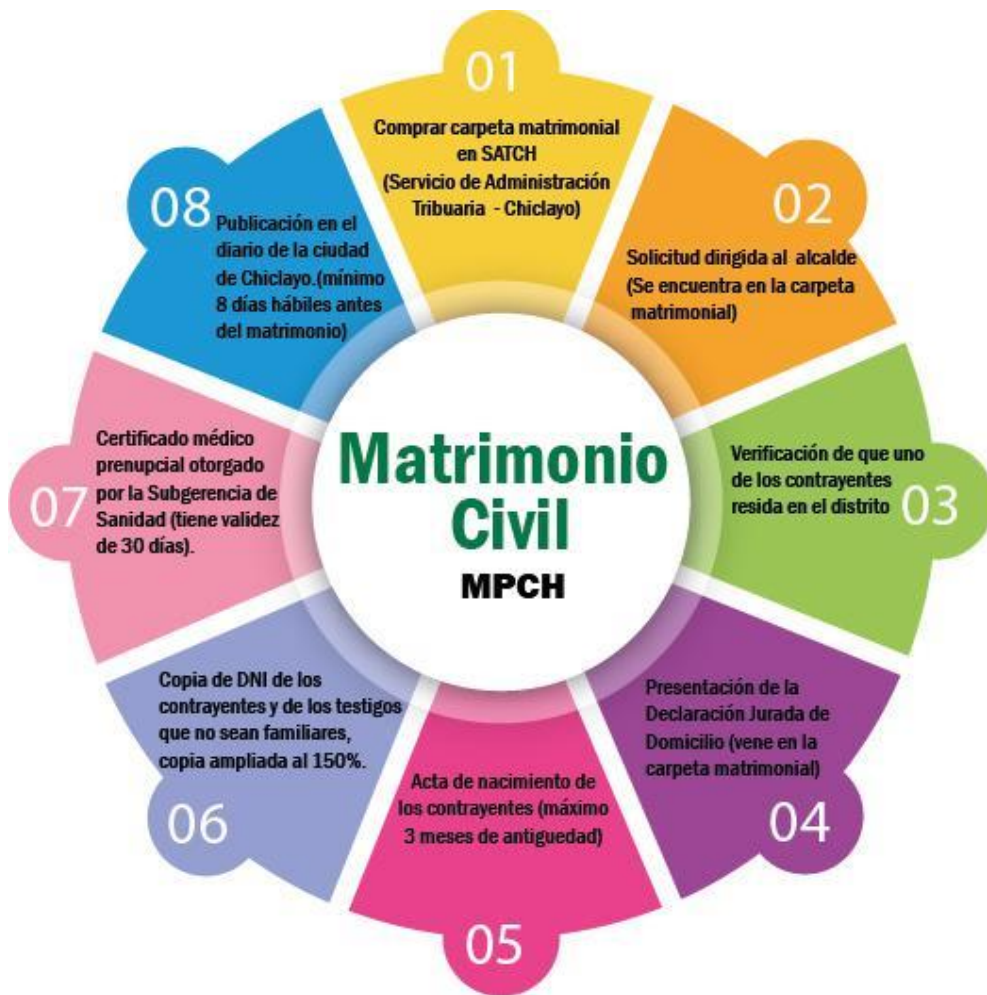 Matrimonio
Civil
MPCH
01
Comprar carpeta matrimonial
en SATCH
(Servicio de Administración
Tributaria - Chiclayo)
02
Solicitud dirigida al alcalde
(Se encuentra en la carpeta
matrimonial)
03
Verificación de que uno
de los contrayentes
resida en el distrito
04
Presentación de la
Declaración Jurada de
Domicilio (vene en la
carpeta matrimonial)
05
Acta de nacimiento de
los contrayentes (máximo
3 meses de antiguedad)
06
Copia de DNI de los
contrayentes y de los testigos
que no sean familiares,
copia ampliada al 150%.
07
Certificado médico
prenupcial otorgado
por la Subgerencia de
Sanidad (tiene validez
de 30 días).
08
Publicación en el
diario de la ciudad
de Chiclayo.(mínimo
8 días hábiles antes
del matrimonio)